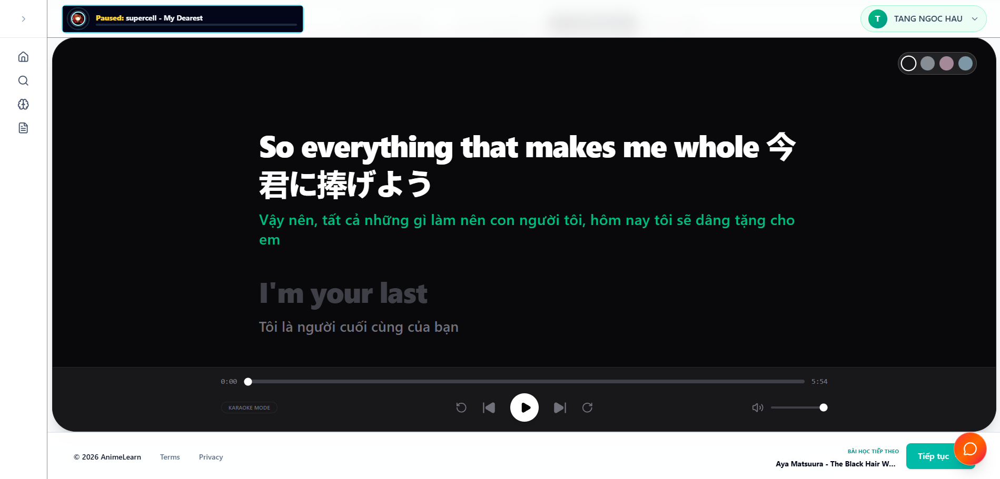 Paused: supercell - My Dearest
T TANG NGOC HAU
So everything that makes me whole 今
君に捧げよう
Vậy nên, tất cả những gì làm nên con người tôi, hôm nay tôi sẽ dâng tặng cho
em
I'm your last
Tôi là người cuối cùng của bạn
0:00 5:54
KARAOKE MODE
© 2026 AnimeLearn Terms Privacy
BÀI HỌC TIẾP THEO
Aya Matsuura - The Black Hair W...
Tiếp tục